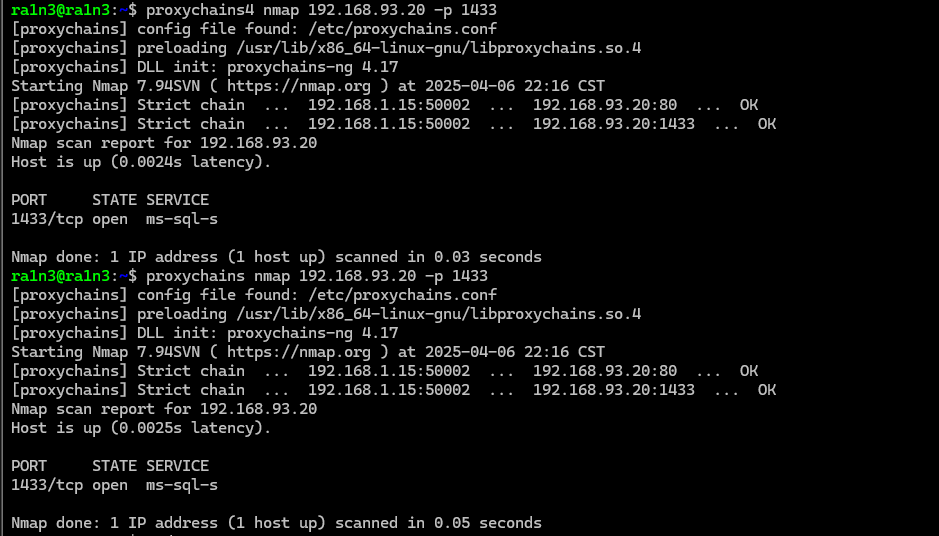 ra1n3@ra1n3:~$ proxychains4 nmap 192.168.93.20 -p 1433
[proxychains] config file found: /etc/proxychains.conf
[proxychains] preloading /usr/lib/x86_64-linux-gnu/libproxychains.so.4
[proxychains] DLL init: proxychains-ng 4.17
Starting Nmap 7.94SVN ( https://nmap.org ) at 2025-04-06 22:16 CST
[proxychains] Strict chain  ...  192.168.1.15:50002  ...  192.168.93.20:80  ...  OK
[proxychains] Strict chain  ...  192.168.1.15:50002  ...  192.168.93.20:1433  ...  OK
Nmap scan report for 192.168.93.20
Host is up (0.0024s latency).

PORT     STATE SERVICE
1433/tcp open  ms-sql-s

Nmap done: 1 IP address (1 host up) scanned in 0.03 seconds
ra1n3@ra1n3:~$ proxychains nmap 192.168.93.20 -p 1433
[proxychains] config file found: /etc/proxychains.conf
[proxychains] preloading /usr/lib/x86_64-linux-gnu/libproxychains.so.4
[proxychains] DLL init: proxychains-ng 4.17
Starting Nmap 7.94SVN ( https://nmap.org ) at 2025-04-06 22:16 CST
[proxychains] Strict chain  ...  192.168.1.15:50002  ...  192.168.93.20:80  ...  OK
[proxychains] Strict chain  ...  192.168.1.15:50002  ...  192.168.93.20:1433  ...  OK
Nmap scan report for 192.168.93.20
Host is up (0.0025s latency).

PORT     STATE SERVICE
1433/tcp open  ms-sql-s

Nmap done: 1 IP address (1 host up) scanned in 0.05 seconds